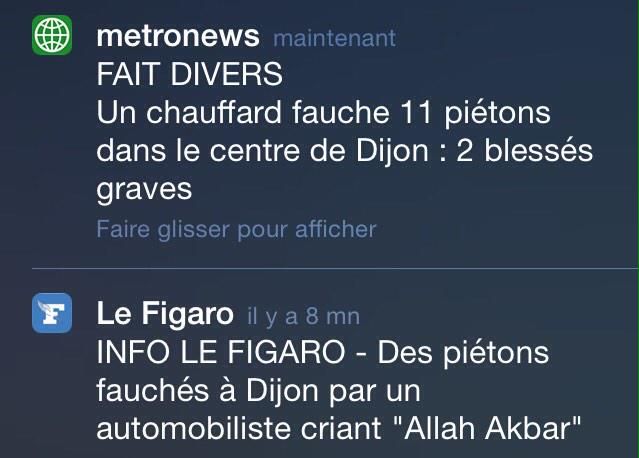 metronews maintenant
FAIT DIVERS
Un chauffard fauche 11 piétons
dans le centre de Dijon : 2 blessés
graves
Faire glisser pour afficher
F
Le Figaro il y a 8 mn
INFO LE FIGARO - Des piétons
fauchés à Dijon par un
automobiliste criant "Allah Akbar"